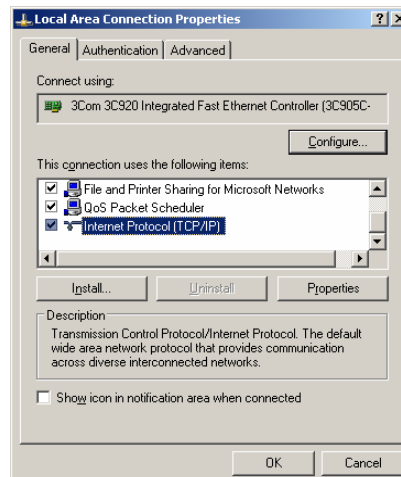 Local Area Connection Properties
General
Authentication
Advanced
Connect using:
3Com 3C920 Integrated Fast Ethernet Controller (3C905C-
Configure...
This connection uses the following items:
File and Printer Sharing for Microsoft Networks
QoS Packet Scheduler
Internet Protocol (TCP/IP)
Install...
Uninstall
Properties
Description
Transmission Control Protocol/Internet Protocol. The default
wide area network protocol that provides communication
across diverse interconnected networks.
Show icon in notification area when connected
OK
Cancel